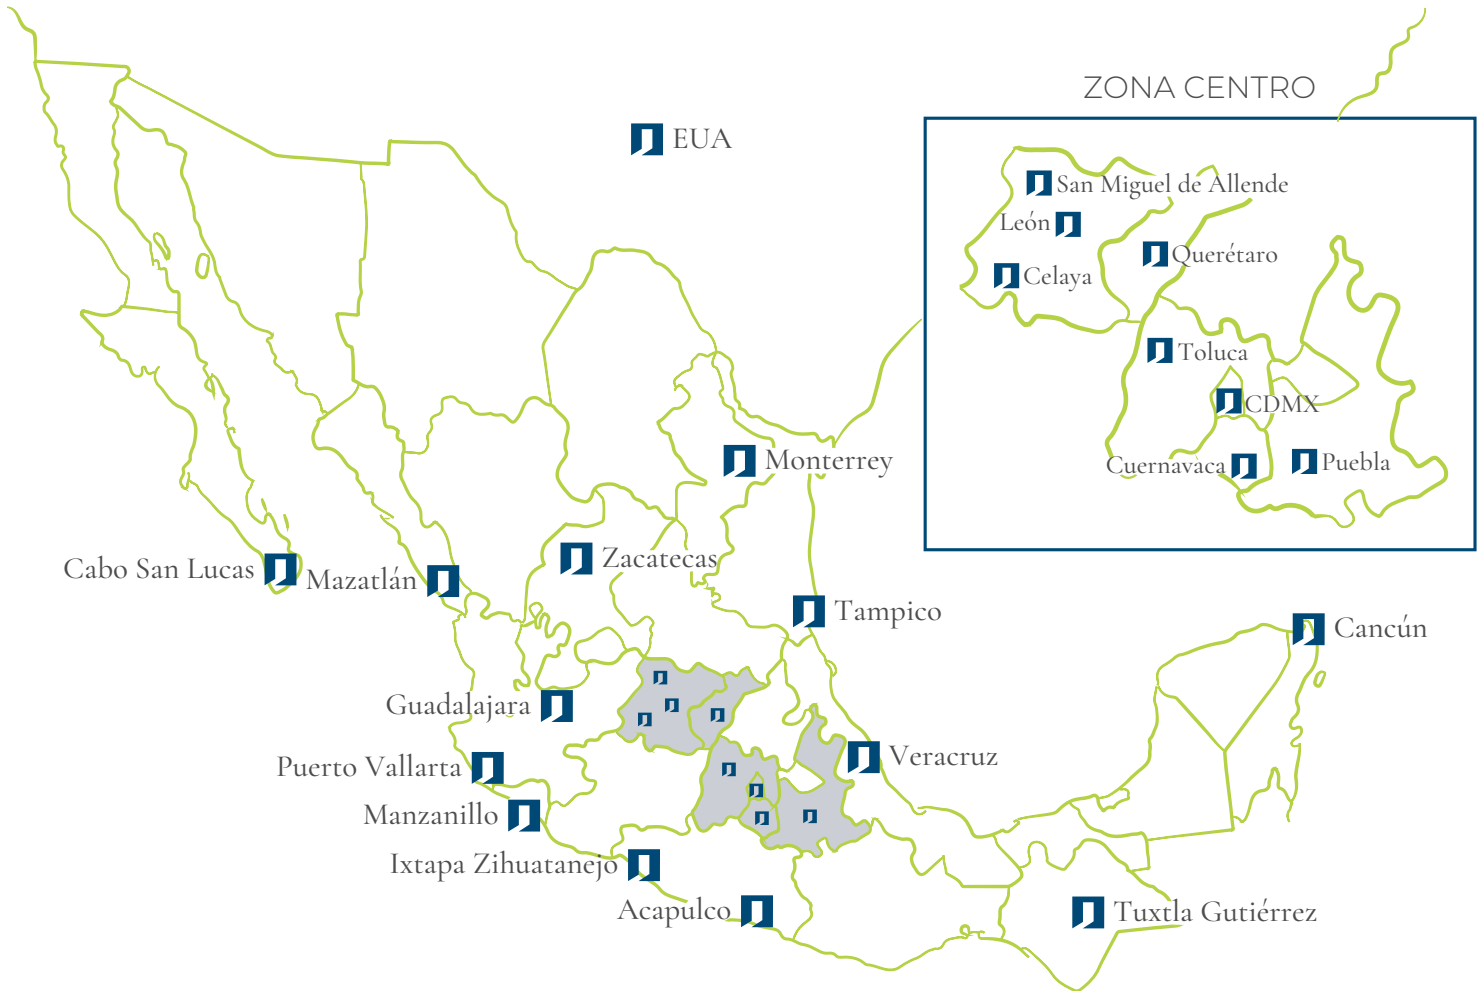 ZONA CENTRO
EUA
San Miguel de Allende
León
Querétaro
Celaya
Toluca
CDMX
Cuernavaca
Puebla
Monterrey
Zacatecas
Cabo San Lucas
Mazatlán
Tampico
Cancún
Guadalajara
Veracruz
Puerto Vallarta
Manzanillo
Ixtapa Zihuatanejo
Acapulco
Tuxtla Gutiérrez